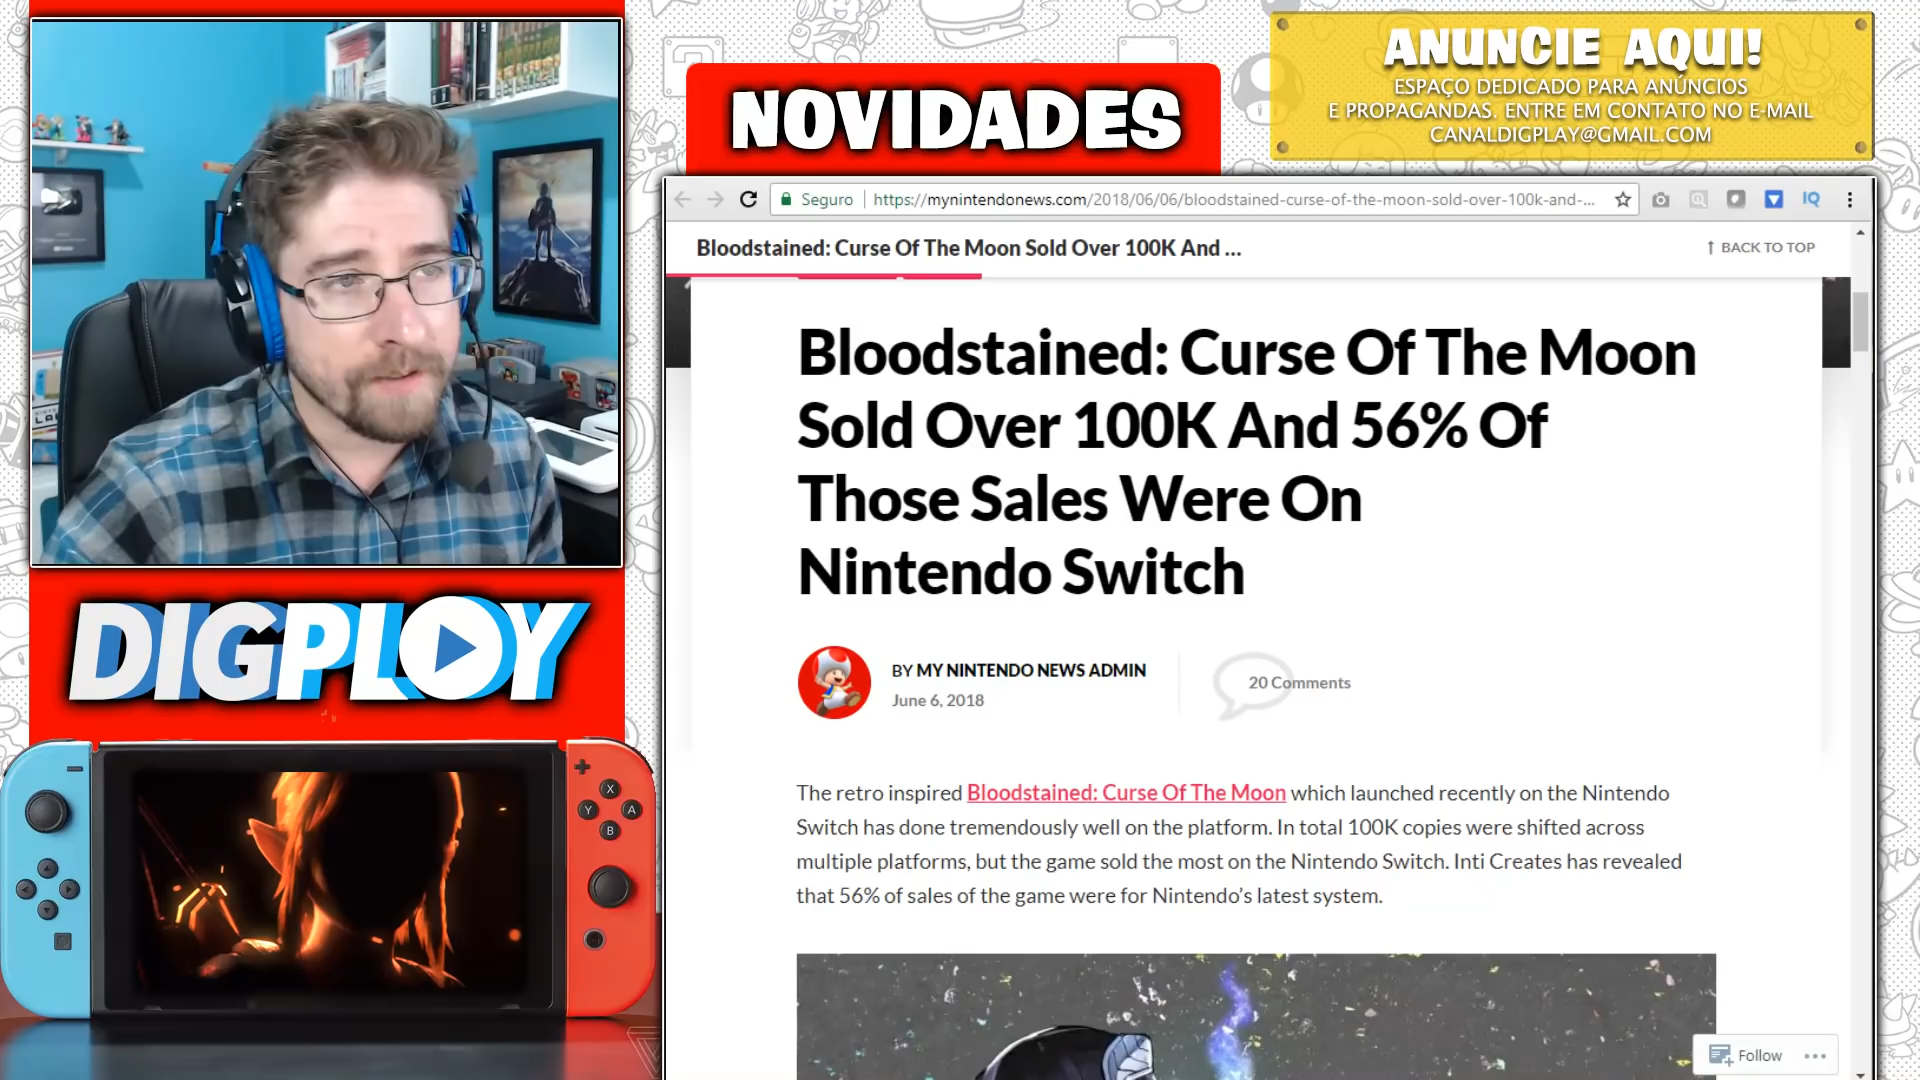 NOVIDADES
ANUNCIE AQUI!
ESPAÇO DEDICADO PARA ANÚNCIOS
E PROPAGANDAS. ENTRE EM CONTATO NO E-MAIL
CANALDIGPLAY@GMAIL.COM
Seguro https://mynintendonews.com/2018/06/06/bloodstained-curse-of-the-moon-sold-over-100k-and-...
IQ
Bloodstained: Curse Of The Moon Sold Over 100K And ...
BACK TO TOP
Bloodstained: Curse Of The Moon
Sold Over 100K And 56% Of
Those Sales Were On
Nintendo Switch
BY MY NINTENDO NEWS ADMIN
June 6, 2018
20 Comments
The retro inspired Bloodstained: Curse Of The Moon which launched recently on the Nintendo
Switch has done tremendously well on the platform. In total 100K copies were shifted across
multiple platforms, but the game sold the most on the Nintendo Switch. Inti Creates has revealed
that 56% of sales of the game were for Nintendo's latest system.
Follow
DIGPLAY
X
Y A
B